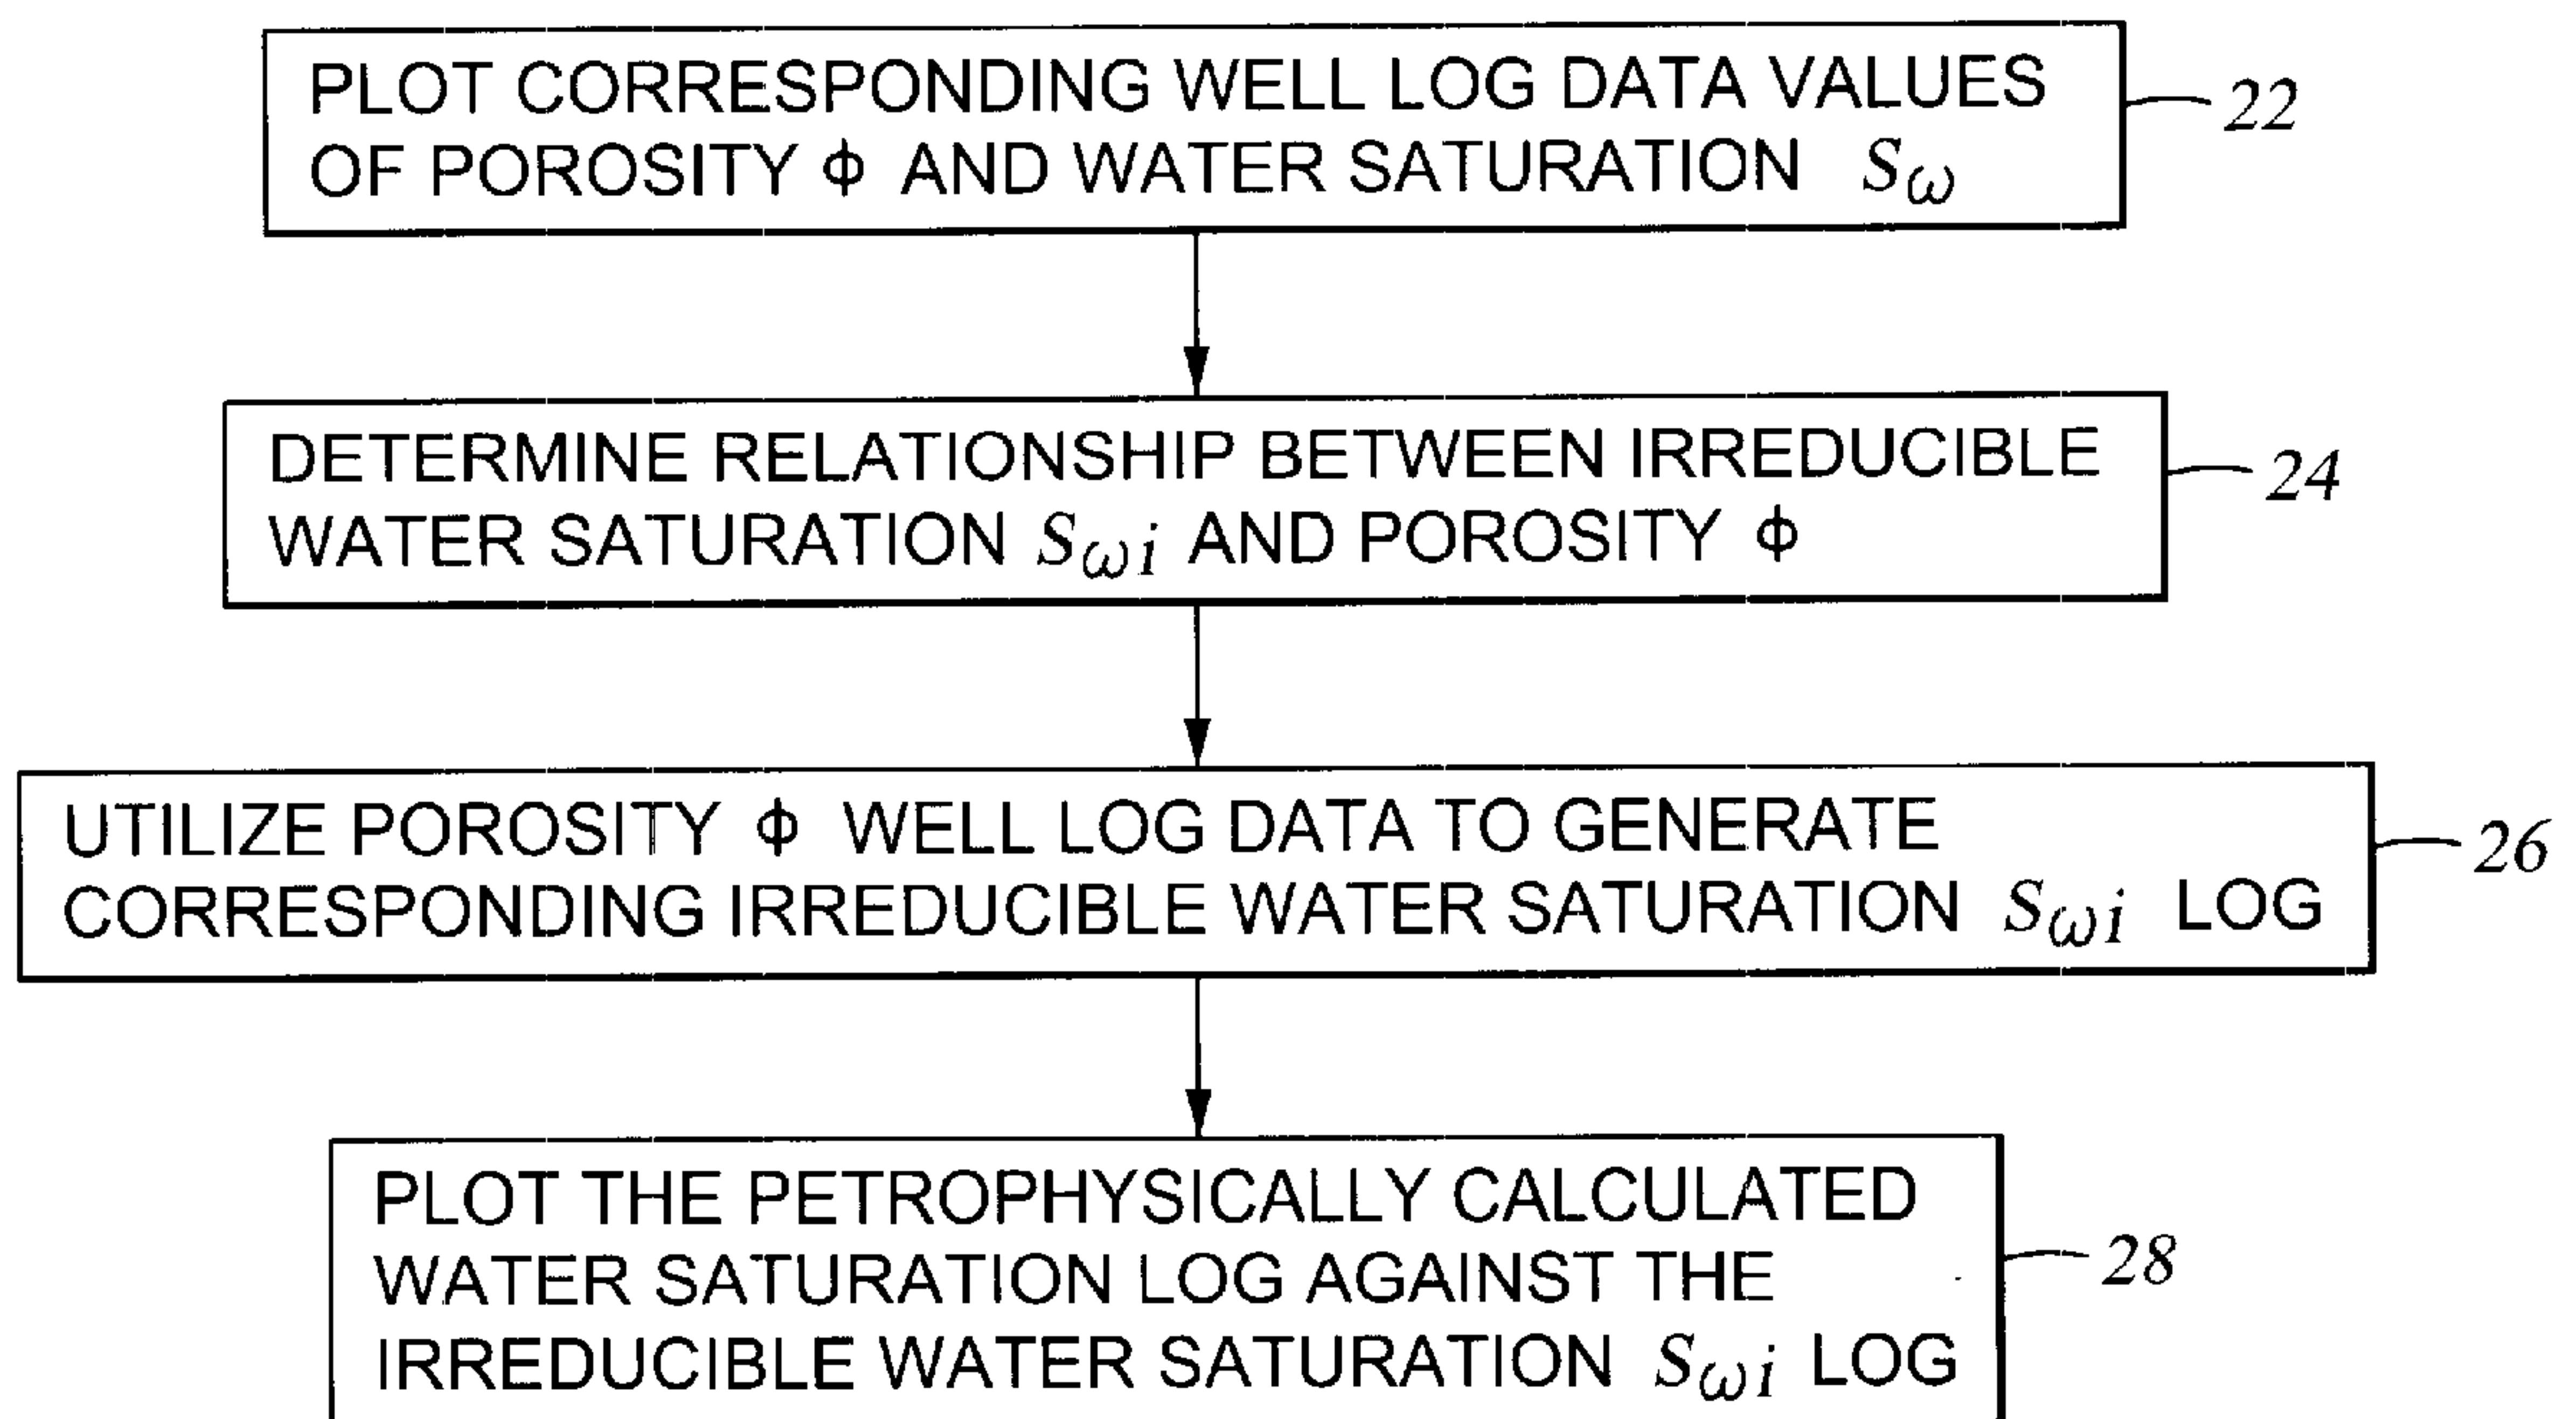 PLOT CORRESPONDING WELL LOG DATA VALUES
OF POROSITY ϕ AND WATER SATURATION Sω
22
DETERMINE RELATIONSHIP BETWEEN IRREDUCIBLE
WATER SATURATION Sωi AND POROSITY ϕ
24
UTILIZE POROSITY ϕ WELL LOG DATA TO GENERATE
CORRESPONDING IRREDUCIBLE WATER SATURATION Sωi LOG
26
PLOT THE PETROPHYSICALLY CALCULATED
WATER SATURATION LOG AGAINST THE
IRREDUCIBLE WATER SATURATION Sωi LOG
28